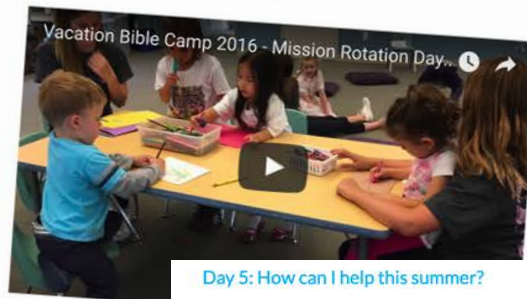 Vacation Bible Camp 2016 - Mission Rotation Day...
Day 5: How can I help this summer?